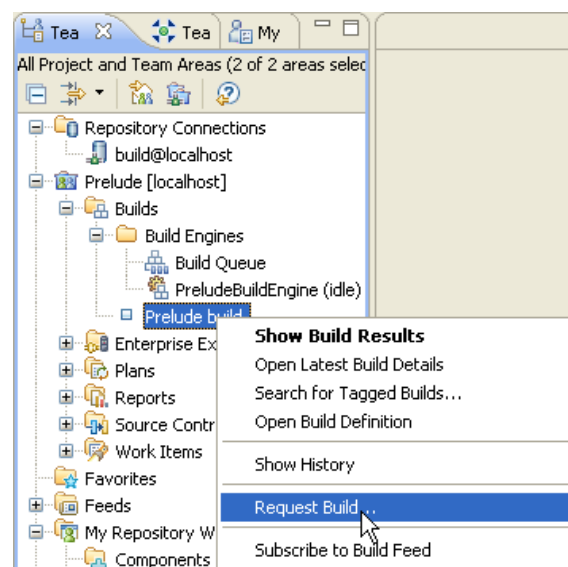 Tea Tea My
All Project and Team Areas (2 of 2 areas selec
Repository Connections
build@localhost
Prelude [localhost]
Builds
Build Engines
Build Queue
PreludeBuildEngine (idle)
Prelude build
Show Build Results
Enterprise Ex
Open Latest Build Details
Plans
Search for Tagged Builds...
Reports
Open Build Definition
Source Contr
Work Items
Show History
Favorites
Feeds
Request Build...
My Repository W
Subscribe to Build Feed
Components